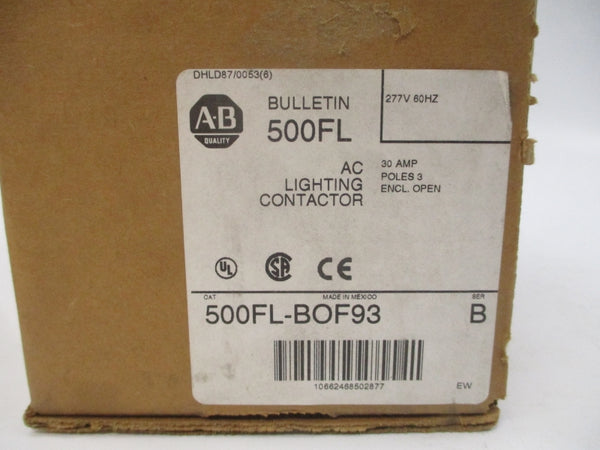 DHLD87/0053(6)
A-B
QUALITY
BULLETIN
500FL
277V 60HZ
AC
LIGHTING
CONTACTOR
30 AMP
POLES 3
ENCL. OPEN
UL
SA
CE
CAT
MADE IN MEXICO
SER
500FL-BOF93
B
10662468502877
EW